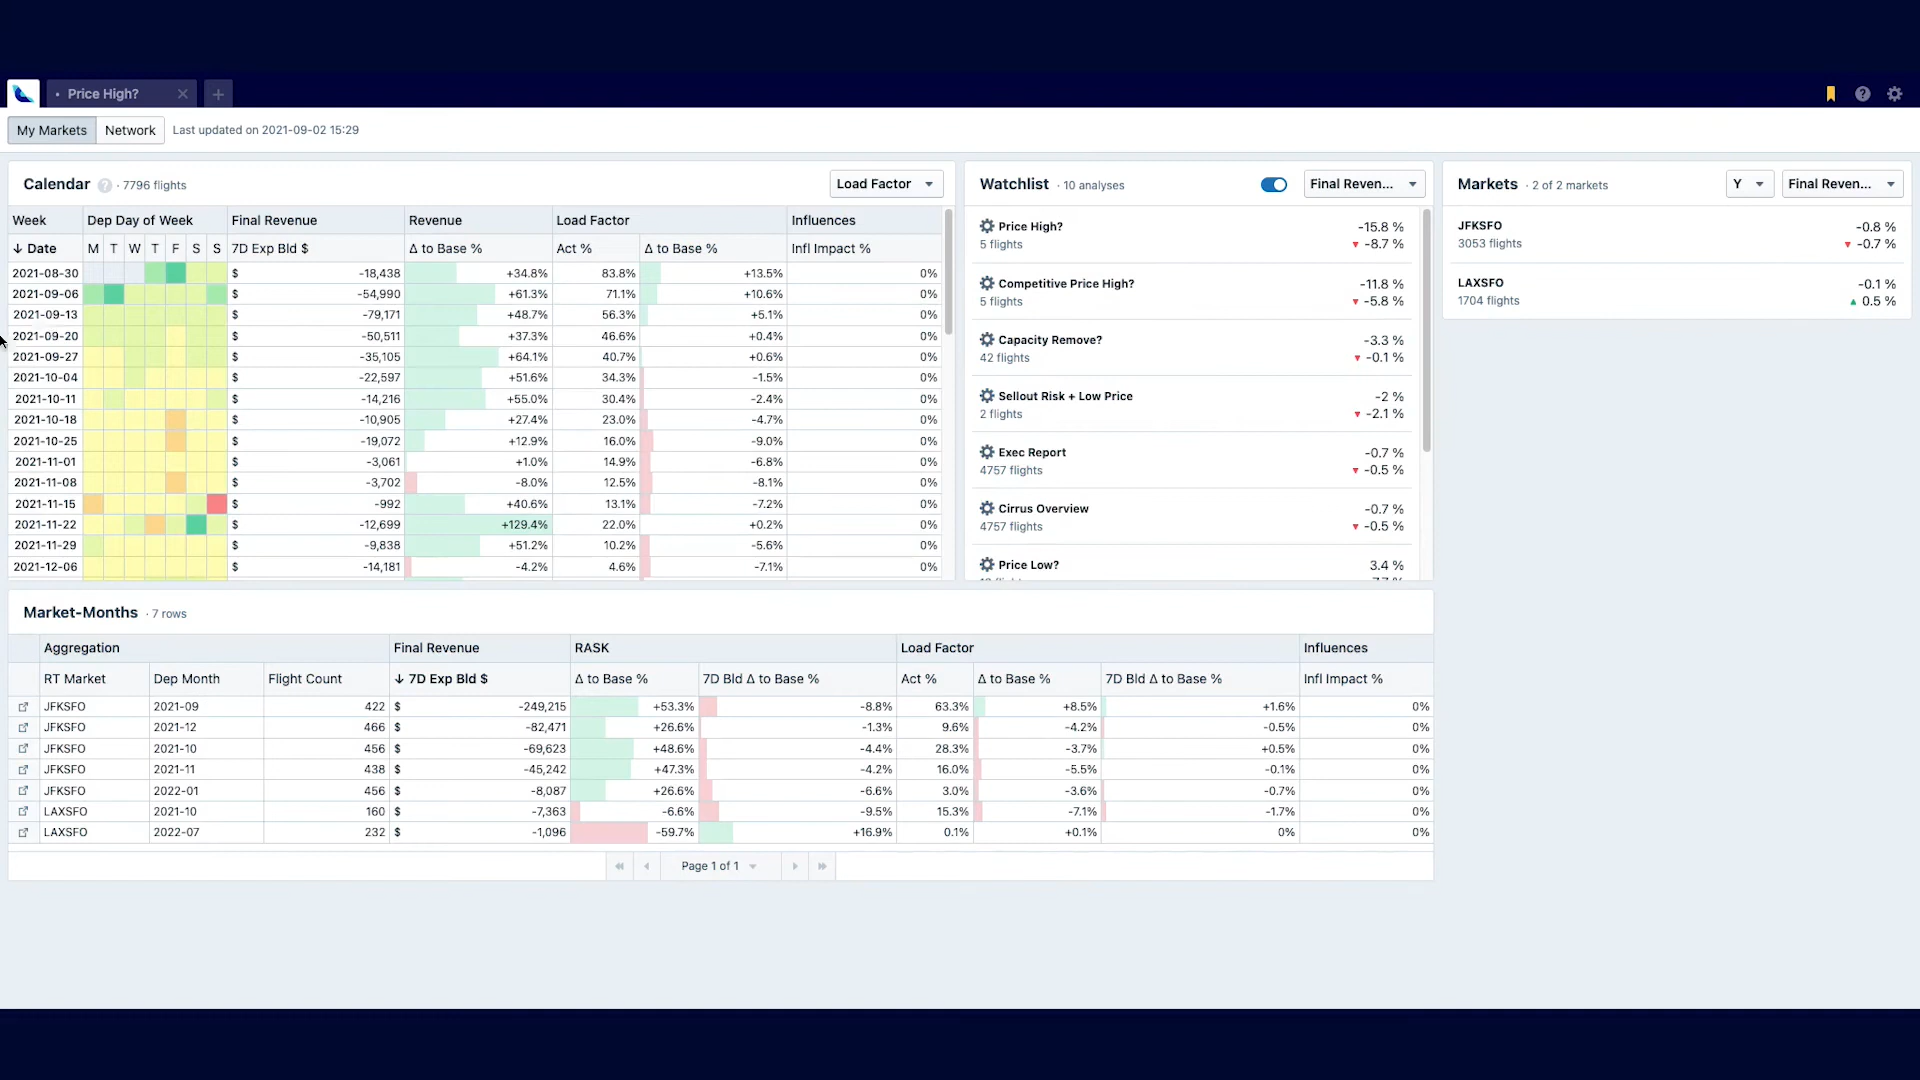 • Price High?
My Markets Network Last updated on 2021-09-02 15:29
Calendar ? · 7796 flights Load Factor
Week Dep Day of Week Final Revenue Revenue Load Factor Influences
↓ Date M T W T F S S 7D Exp Bld $ Δ to Base % Act % Δ to Base % Infl Impact %
2021-08-30 $ -18,438 +34.8% 83.8% +13.5% 0%
2021-09-06 $ -54,990 +61.3% 71.1% +10.6% 0%
2021-09-13 $ -79,171 +48.7% 56.3% +5.1% 0%
2021-09-20 $ -50,511 +37.3% 46.6% +0.4% 0%
2021-09-27 $ -35,105 +64.1% 40.7% +0.6% 0%
2021-10-04 $ -22,597 +51.6% 34.3% -1.5% 0%
2021-10-11 $ -14,216 +55.0% 30.4% -2.4% 0%
2021-10-18 $ -10,905 +27.4% 23.0% -4.7% 0%
2021-10-25 $ -19,072 +12.9% 16.0% -9.0% 0%
2021-11-01 $ -3,061 +1.0% 14.9% -6.8% 0%
2021-11-08 $ -3,702 -8.0% 12.5% -8.1% 0%
2021-11-15 $ -992 +40.6% 13.1% -7.2% 0%
2021-11-22 $ -12,699 +129.4% 22.0% +0.2% 0%
2021-11-29 $ -9,838 +51.2% 10.2% -5.6% 0%
2021-12-06 $ -14,181 -4.2% 4.6% -7.1% 0%
Watchlist · 10 analyses Final Reven...
Price High? -15.8 %
5 flights ▼ -8.7 %
Competitive Price High? -11.8 %
5 flights ▼ -5.8 %
Capacity Remove? -3.3 %
42 flights ▼ -0.1 %
Sellout Risk + Low Price -2 %
2 flights ▼ -2.1 %
Exec Report -0.7 %
4757 flights ▼ -0.5 %
Cirrus Overview -0.7 %
4757 flights ▼ -0.5 %
Price Low? 3.4 %
Markets · 2 of 2 markets Y Final Reven...
JFKSFO -0.8 %
3053 flights ▼ -0.7 %
LAXSFO -0.1 %
1704 flights ▲ 0.5 %
Market-Months · 7 rows
Aggregation Final Revenue RASK Load Factor Influences
RT Market Dep Month Flight Count ↓ 7D Exp Bld $ Δ to Base % 7D Bld Δ to Base % Act % Δ to Base % 7D Bld Δ to Base % Infl Impact %
JFKSFO 2021-09 422 $ -249,215 +53.3% -8.8% 63.3% +8.5% +1.6% 0%
JFKSFO 2021-12 466 $ -82,471 +26.6% -1.3% 9.6% -4.2% -0.5% 0%
JFKSFO 2021-10 456 $ -69,623 +48.6% -4.4% 28.3% -3.7% +0.5% 0%
JFKSFO 2021-11 438 $ -45,242 +47.3% -4.2% 16.0% -5.5% -0.1% 0%
JFKSFO 2022-01 456 $ -8,087 +26.6% -6.6% 3.0% -3.6% -0.7% 0%
LAXSFO 2021-10 160 $ -7,363 -6.6% -9.5% 15.3% -7.1% -1.7% 0%
LAXSFO 2022-07 232 $ -1,096 -59.7% +16.9% 0.1% +0.1% 0% 0%
Page 1 of 1